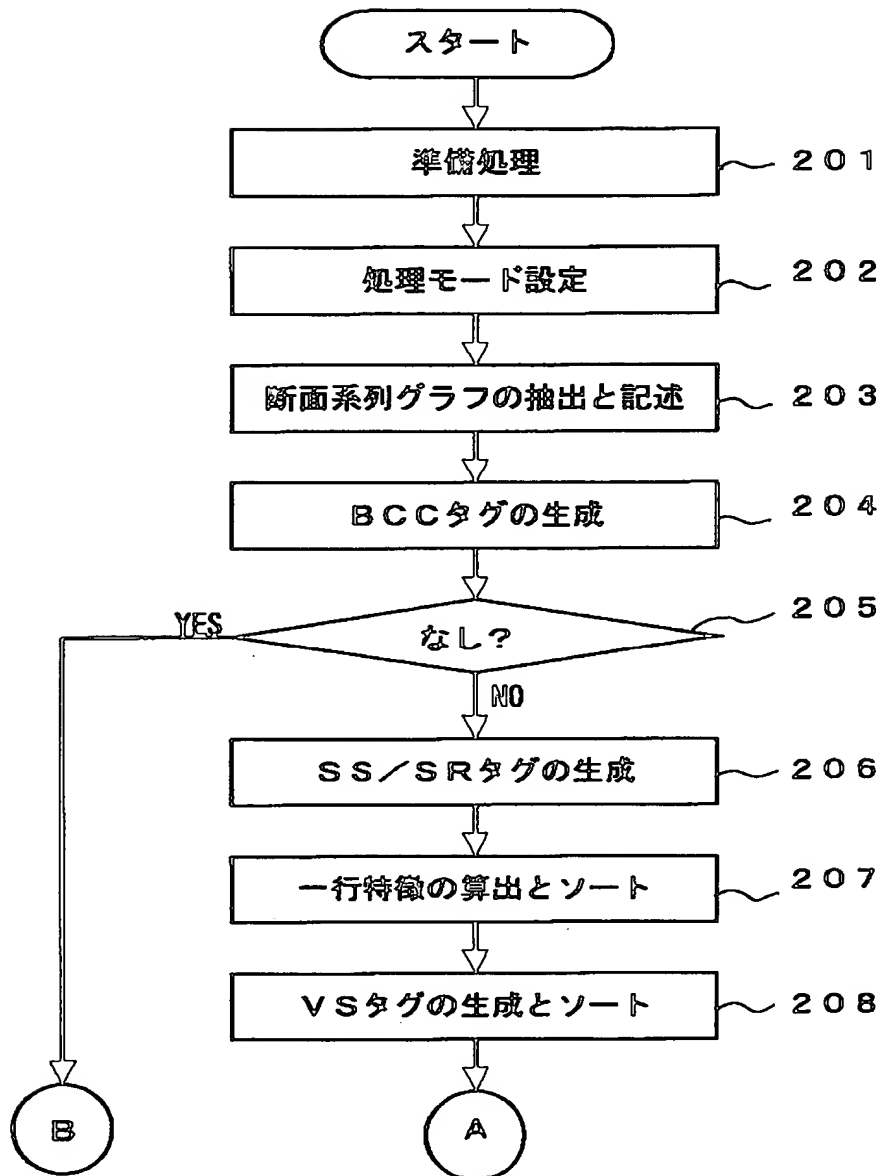 スタート
準備処理 201
処理モード設定 202
断面系列グラフの抽出と記述 203
BCCタグの生成 204
205
YES なし?
NO
SS/SRタグの生成 206
一行特徴の算出とソート 207
VSタグの生成とソート 208
B A